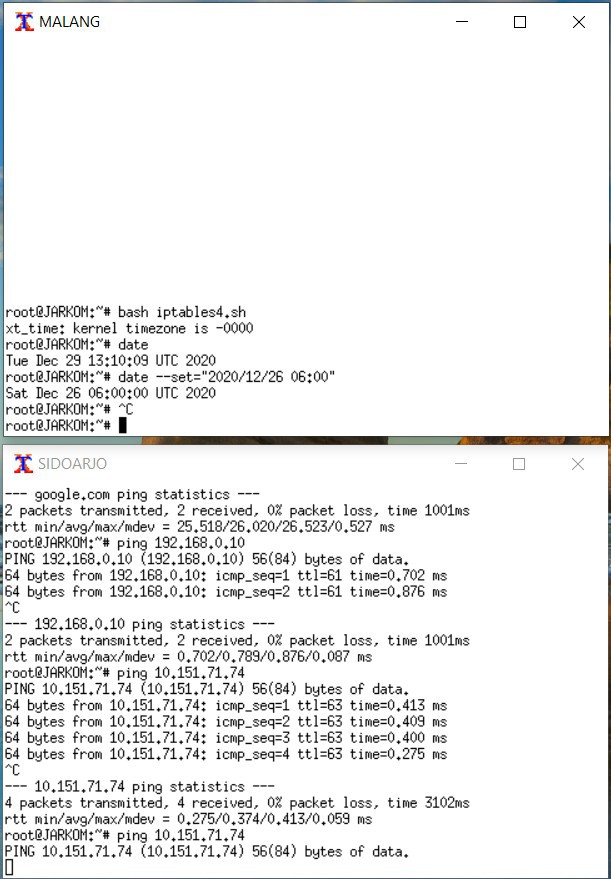 MALANG
root@JARKOM:~# bash iptables4.sh
xt_time: kernel timezone is -0000
root@JARKOM:~# date
Tue Dec 29 13:10:09 UTC 2020
root@JARKOM:~# date --set="2020/12/26 06:00"
Sat Dec 26 06:00:00 UTC 2020
root@JARKOM:~# ^C
root@JARKOM:~#
SIDOARJO
--- google.com ping statistics ---
2 packets transmitted, 2 received, 0% packet loss, time 1001ms
rtt min/avg/max/mdev = 25.518/26.020/26.523/0.527 ms
root@JARKOM:~# ping 192.168.0.10
PING 192.168.0.10 (192.168.0.10) 56(84) bytes of data.
64 bytes from 192.168.0.10: icmp_seq=1 ttl=61 time=0.702 ms
64 bytes from 192.168.0.10: icmp_seq=2 ttl=61 time=0.876 ms
^C
--- 192.168.0.10 ping statistics ---
2 packets transmitted, 2 received, 0% packet loss, time 1001ms
rtt min/avg/max/mdev = 0.702/0.789/0.876/0.087 ms
root@JARKOM:~# ping 10.151.71.74
PING 10.151.71.74 (10.151.71.74) 56(84) bytes of data.
64 bytes from 10.151.71.74: icmp_seq=1 ttl=63 time=0.413 ms
64 bytes from 10.151.71.74: icmp_seq=2 ttl=63 time=0.409 ms
64 bytes from 10.151.71.74: icmp_seq=3 ttl=63 time=0.400 ms
64 bytes from 10.151.71.74: icmp_seq=4 ttl=63 time=0.275 ms
^C
--- 10.151.71.74 ping statistics ---
4 packets transmitted, 4 received, 0% packet loss, time 3102ms
rtt min/avg/max/mdev = 0.275/0.374/0.413/0.059 ms
root@JARKOM:~# ping 10.151.71.74
PING 10.151.71.74 (10.151.71.74) 56(84) bytes of data.